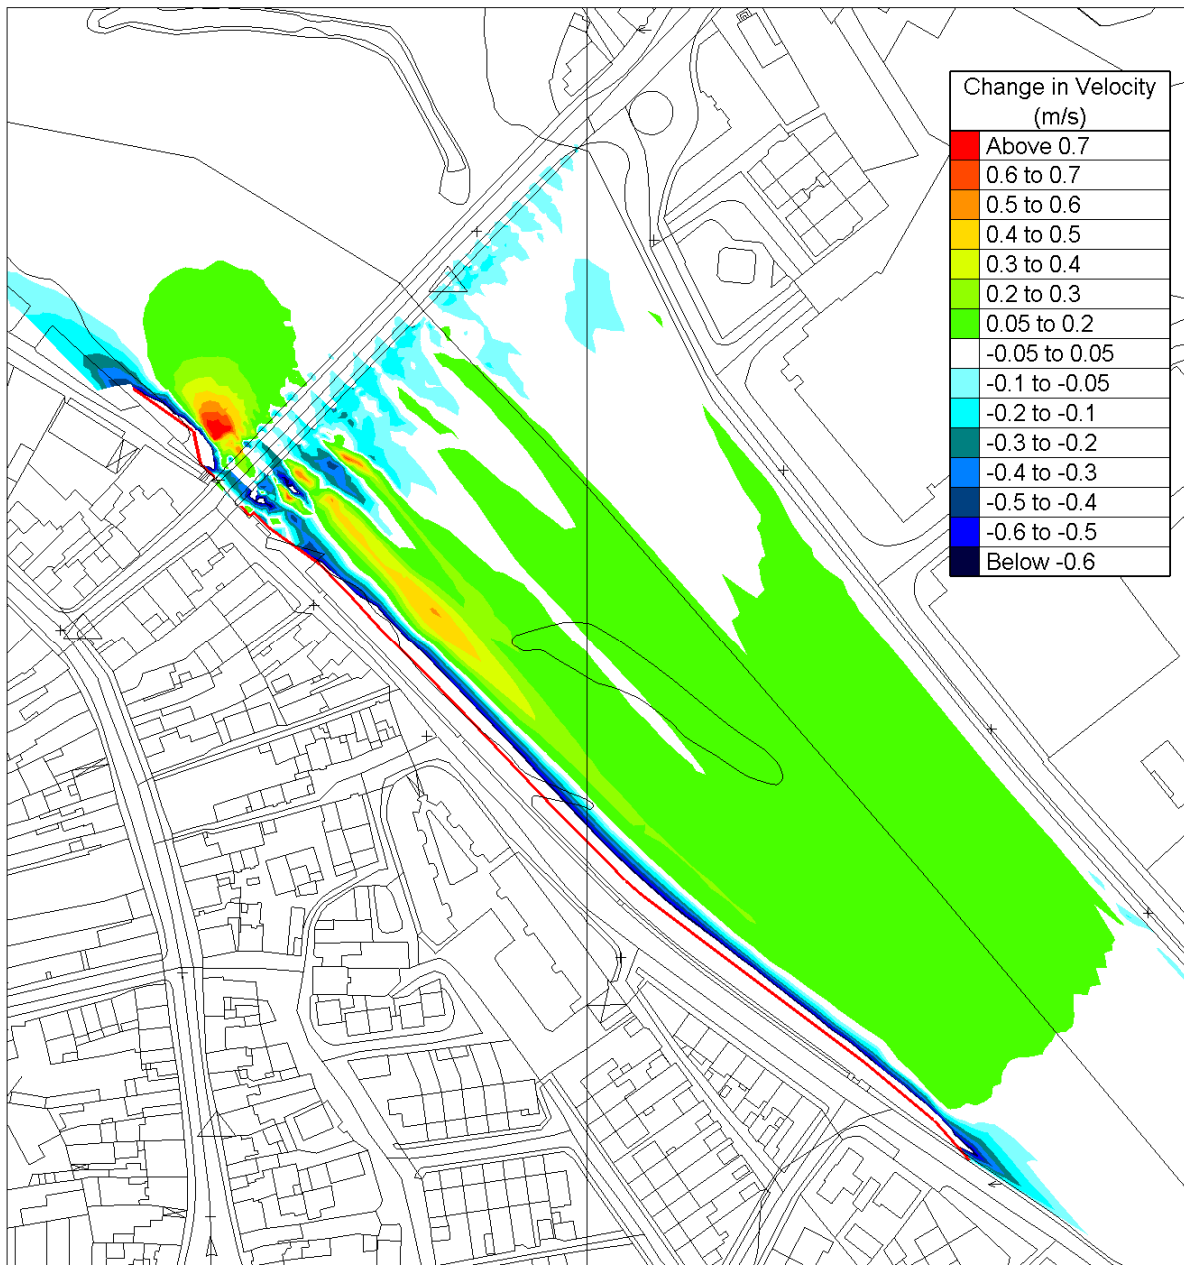 Change in Velocity
(m/s)
Above 0.7
0.6 to 0.7
0.5 to 0.6
0.4 to 0.5
0.3 to 0.4
0.2 to 0.3
0.05 to 0.2
-0.05 to 0.05
-0.1 to -0.05
-0.2 to -0.1
-0.3 to -0.2
-0.4 to -0.3
-0.5 to -0.4
-0.6 to -0.5
Below -0.6